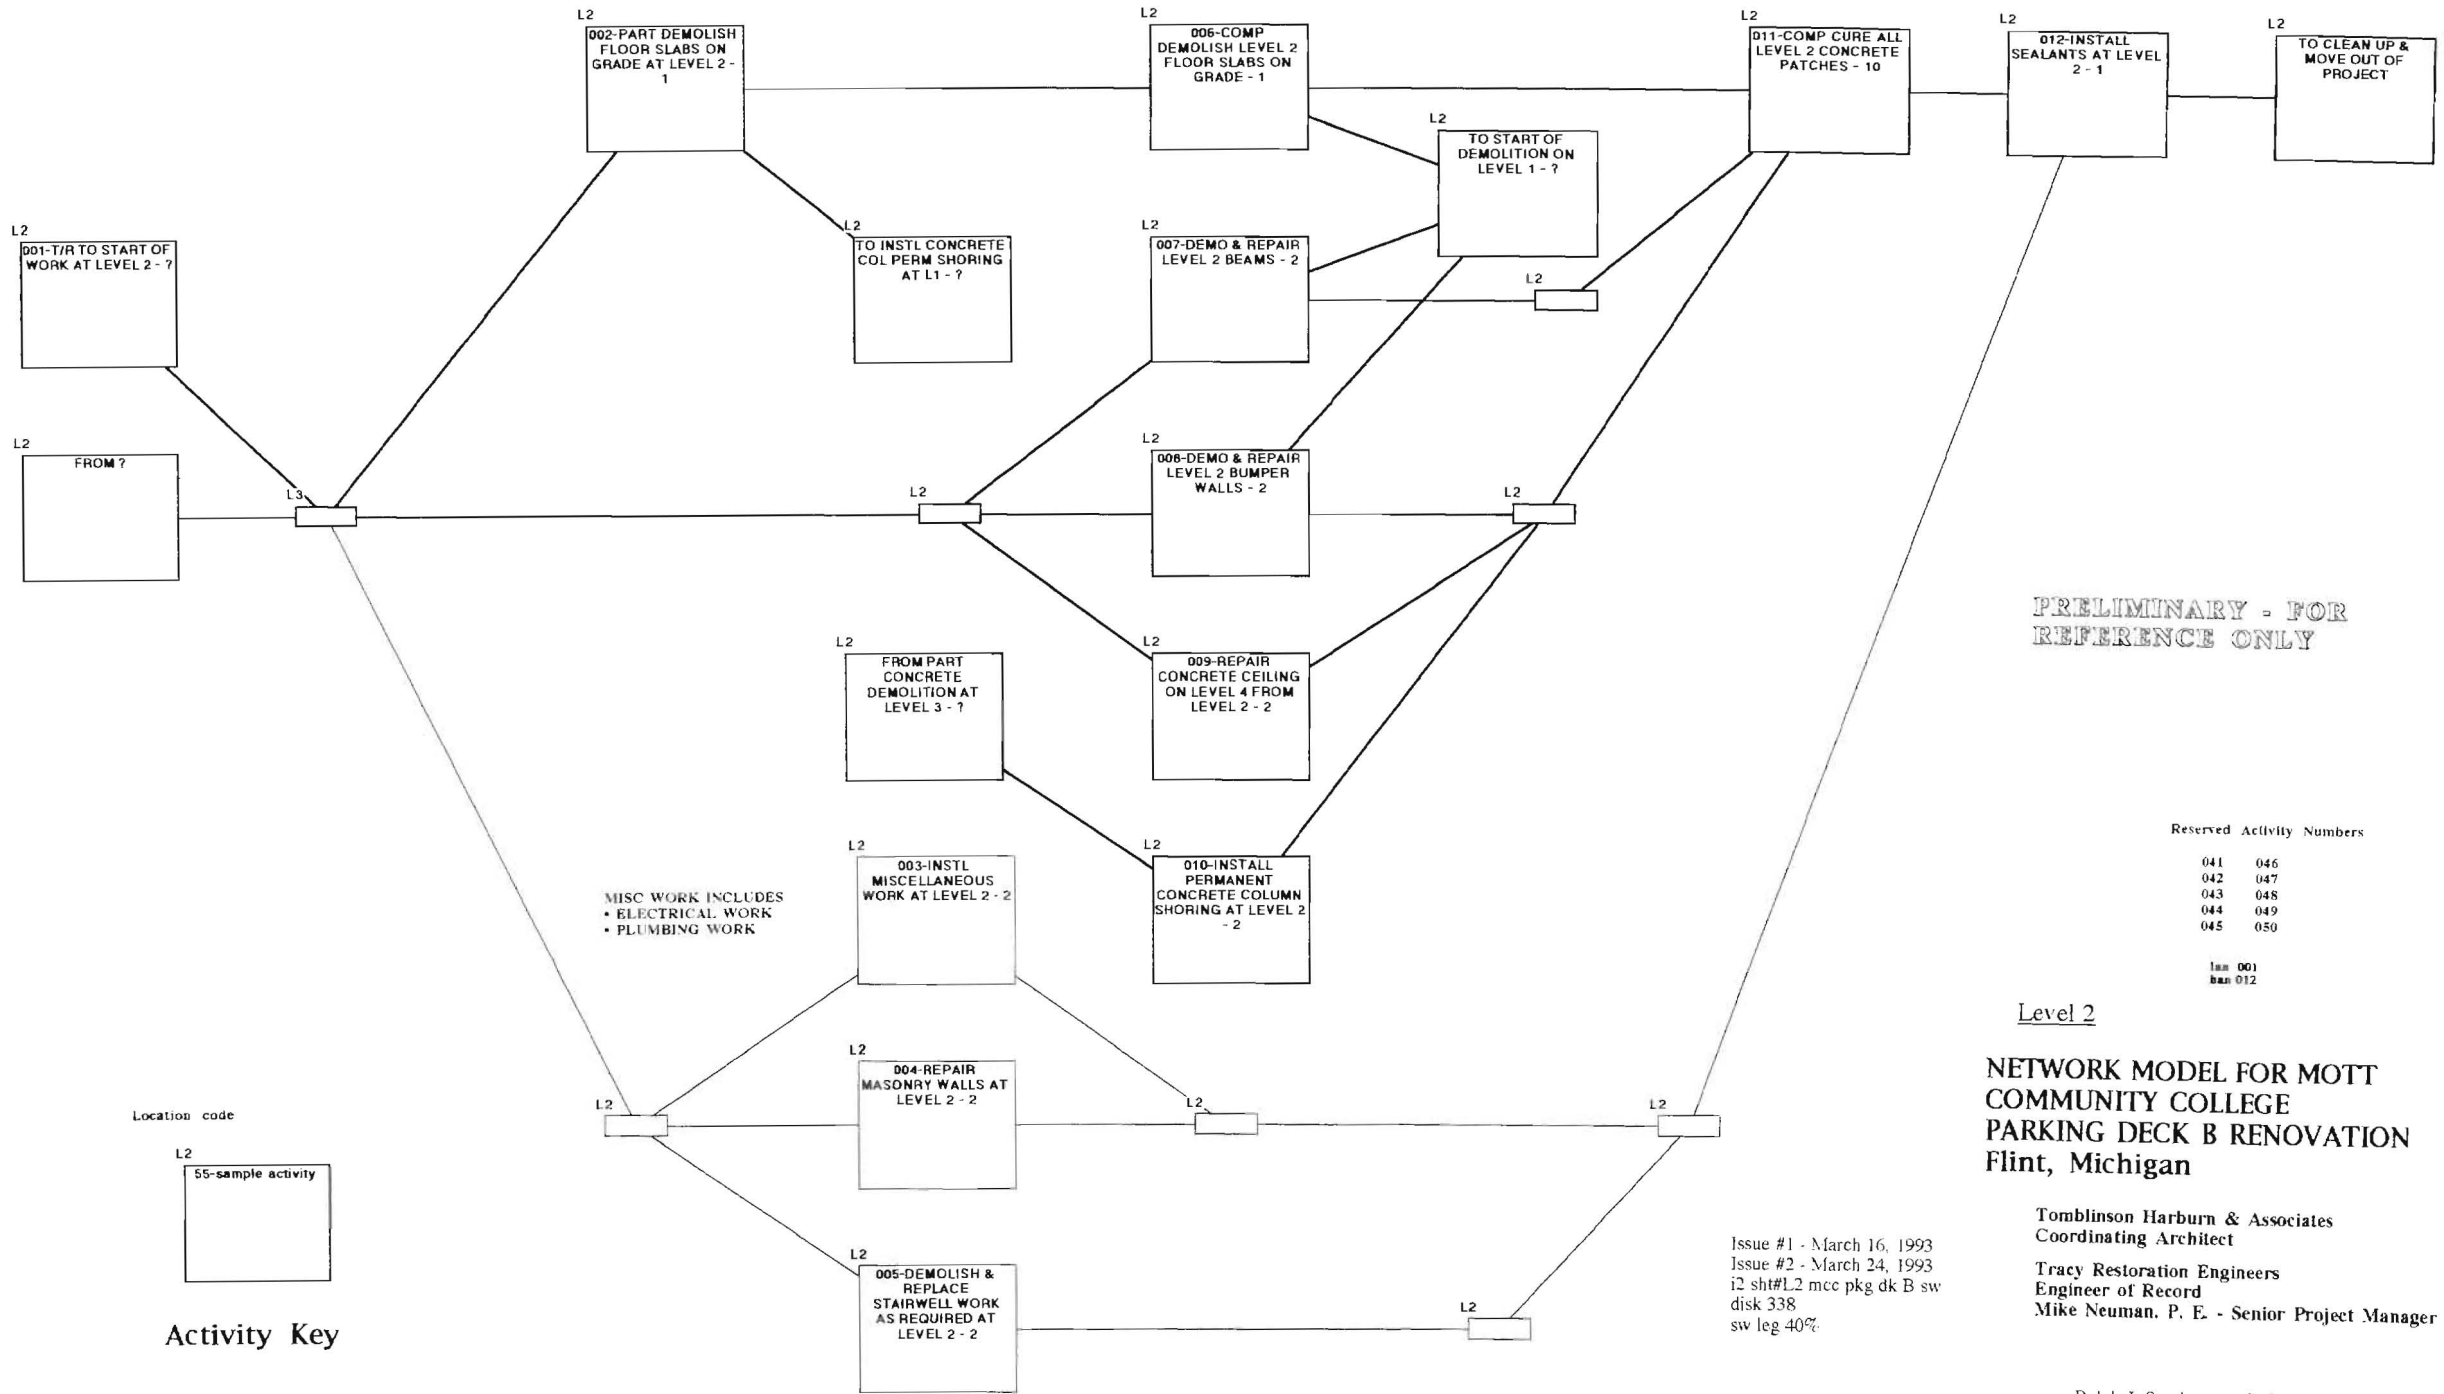 L2
002-PART DEMOLISH
FLOOR SLABS ON
GRADE AT LEVEL 2 -
1
L2
006-COMP
DEMOLISH LEVEL 2
FLOOR SLABS ON
GRADE - 1
L2
011-COMP CURE ALL
LEVEL 2 CONCRETE
PATCHES - 10
L2
012-INSTALL
SEALANTS AT LEVEL
2 - 1
L2
TO CLEAN UP &
MOVE OUT OF
PROJECT
L2
TO START OF
DEMOLITION ON
LEVEL 1 - ?
L2
001-T/R TO START OF
WORK AT LEVEL 2 - ?
L2
TO INSTL CONCRETE
COL PERM SHORING
AT L1 - ?
L2
007-DEMO & REPAIR
LEVEL 2 BEAMS - 2
L2
L2
FROM ?
L3
L2
L2
008-DEMO & REPAIR
LEVEL 2 BUMPER
WALLS - 2
L2
PRELIMINARY - FOR
REFERENCE ONLY
L2
FROM PART
CONCRETE
DEMOLITION AT
LEVEL 3 - ?
L2
009-REPAIR
CONCRETE CEILING
ON LEVEL 4 FROM
LEVEL 2 - 2
L2
003-INSTL
MISCELLANEOUS
WORK AT LEVEL 2 - 2
L2
010-INSTALL
PERMANENT
CONCRETE COLUMN
SHORING AT LEVEL 2
- 2
MISC WORK INCLUDES
• ELECTRICAL WORK
• PLUMBING WORK
Reserved Activity Numbers
041 046
042 047
043 048
044 049
045 050
001
han 012
Level 2
NETWORK MODEL FOR MOTT
COMMUNITY COLLEGE
PARKING DECK B RENOVATION
Flint, Michigan
L2
L2
004-REPAIR
MASONRY WALLS AT
LEVEL 2 - 2
L2
L2
Location code
L2
55-sample activity
Activity Key
L2
005-DEMOLISH &
REPLACE
STAIRWELL WORK
AS REQUIRED AT
LEVEL 2 - 2
L2
Issue #1 - March 16, 1993
Issue #2 - March 24, 1993
i2 sht#L2 mcc pkg dk B sw
disk 338
sw leg 40%
Tomblinson Harburn & Associates
Coordinating Architect
Tracy Restoration Engineers
Engineer of Record
Mike Neuman, P. E. - Senior Project Manager